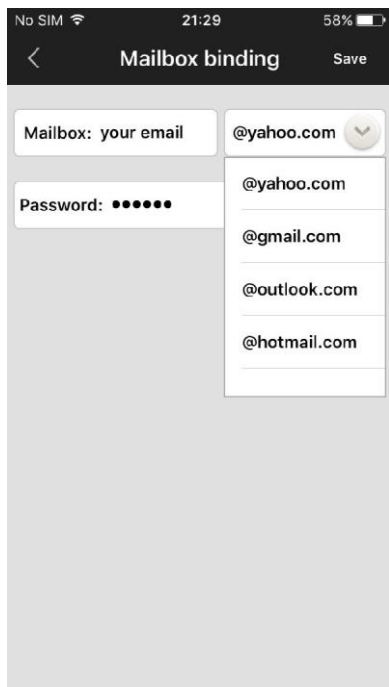 No SIM 21:29 58%
Mailbox binding Save
Mailbox: your email @yahoo.com
@yahoo.com
Password: ●●●●●●
@gmail.com
@outlook.com
@hotmail.com